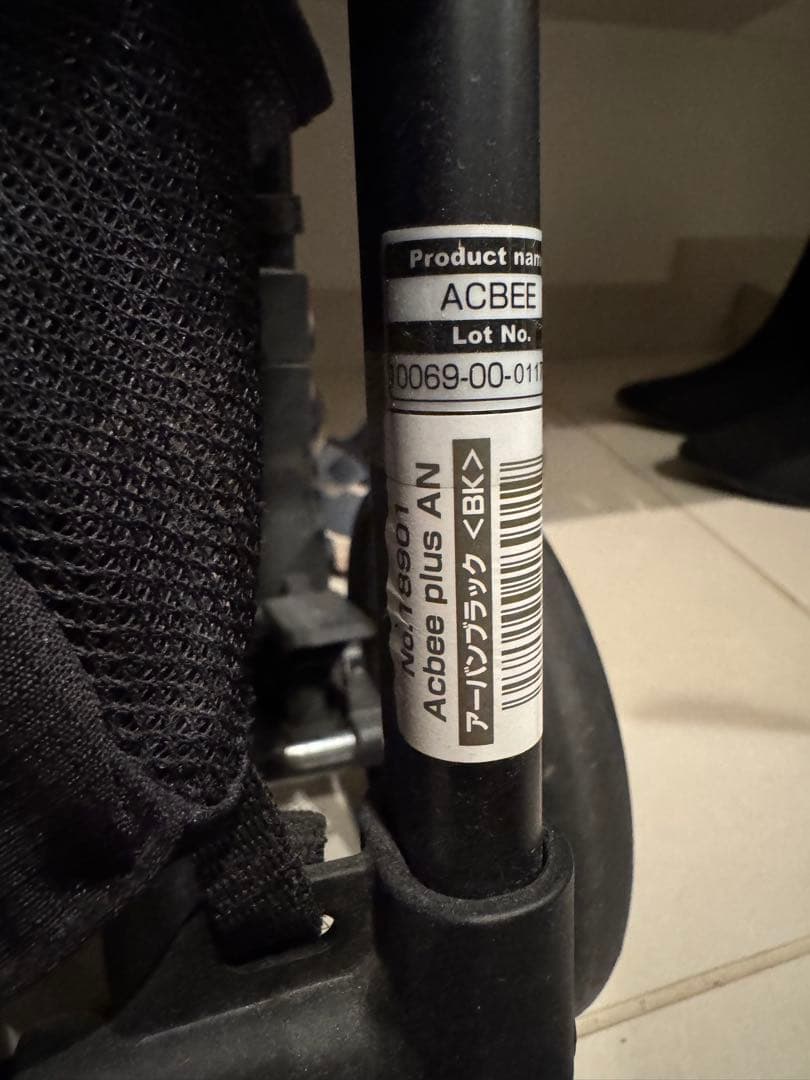 Product nam
ACBEE
Lot No.
10069-00-0117
No.18901
Acbee plus AN
アーバンブラック <BK>